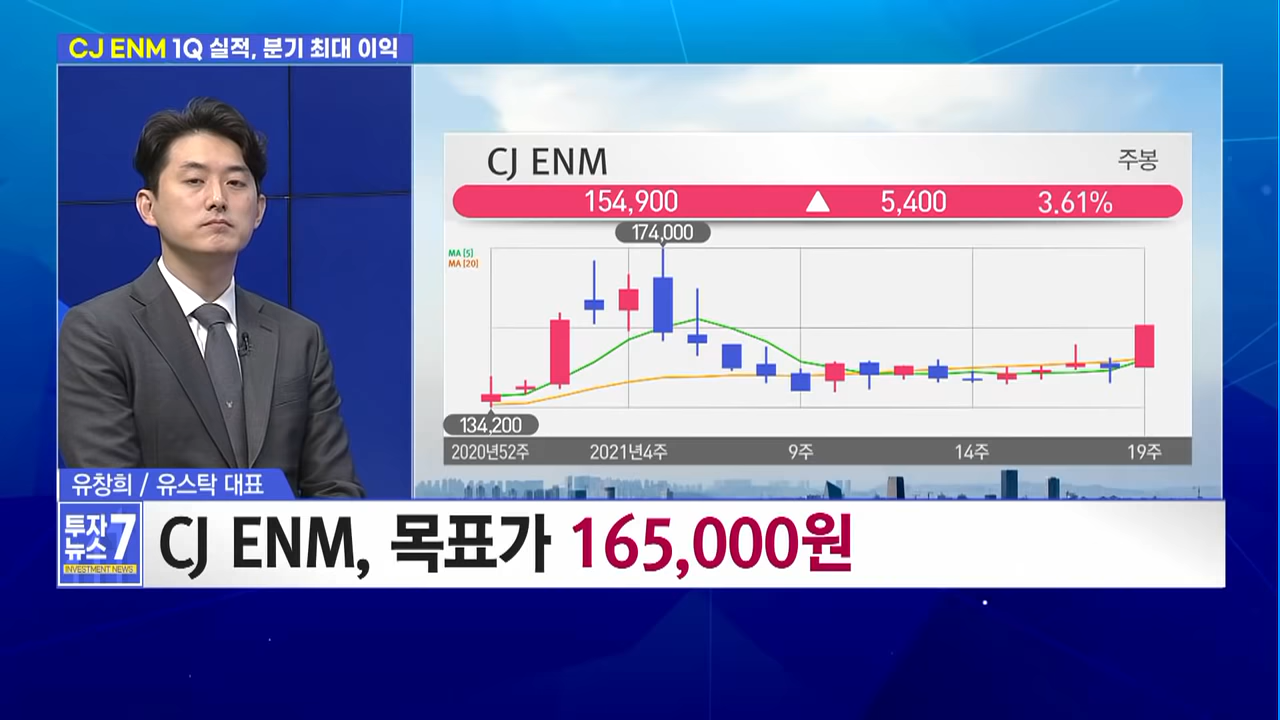 CJ ENM 1Q 실적, 분기 최대 이익
CJ ENM
주봉
154,900 ▲ 5,400 3.61%
174,000
MA [5]
MA [20]
134,200
2020년52주 2021년4주 9주 14주 19주
유창희 / 유스탁 대표
투자
뉴스7
INVESTMENT NEWS
CJ ENM, 목표가 165,000원